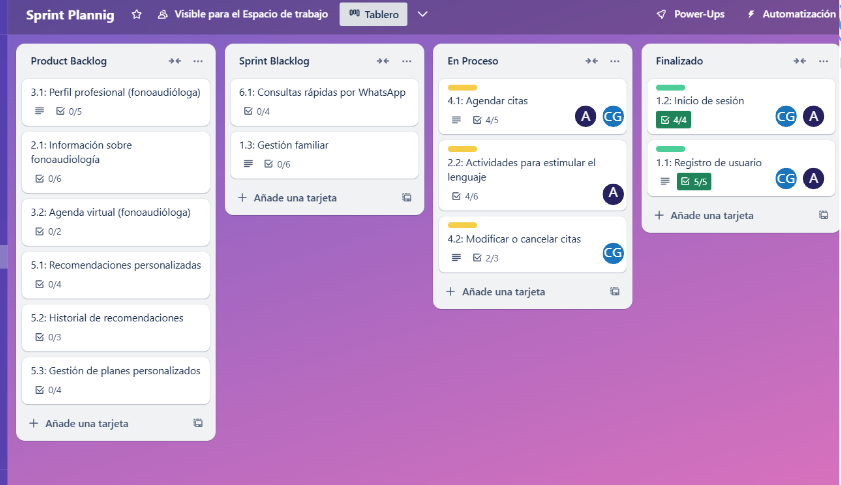 Sprint Plannig
Visible para el Espacio de trabajo
Tablero
Power-Ups
Automatización
Product Backlog
3.1: Perfil profesional (fonoaudióloga)
0/5
2.1: Información sobre
fonoaudiología
0/6
3.2: Agenda virtual (fonoaudióloga)
0/2
5.1: Recomendaciones personalizadas
0/4
5.2: Historial de recomendaciones
0/3
5.3: Gestión de planes personalizados
0/4
Añade una tarjeta
Sprint Blacklog
6.1: Consultas rápidas por WhatsApp
0/4
1.3: Gestión familiar
0/6
Añade una tarjeta
En Proceso
4.1: Agendar citas
4/5
A CG
2.2: Actividades para estimular el
lenguaje
4/6
A
4.2: Modificar o cancelar citas
2/3
CG
Añade una tarjeta
Finalizado
1.2: Inicio de sesión
4/4
CG A
1.1: Registro de usuario
5/5
CG A
Añade una tarjeta